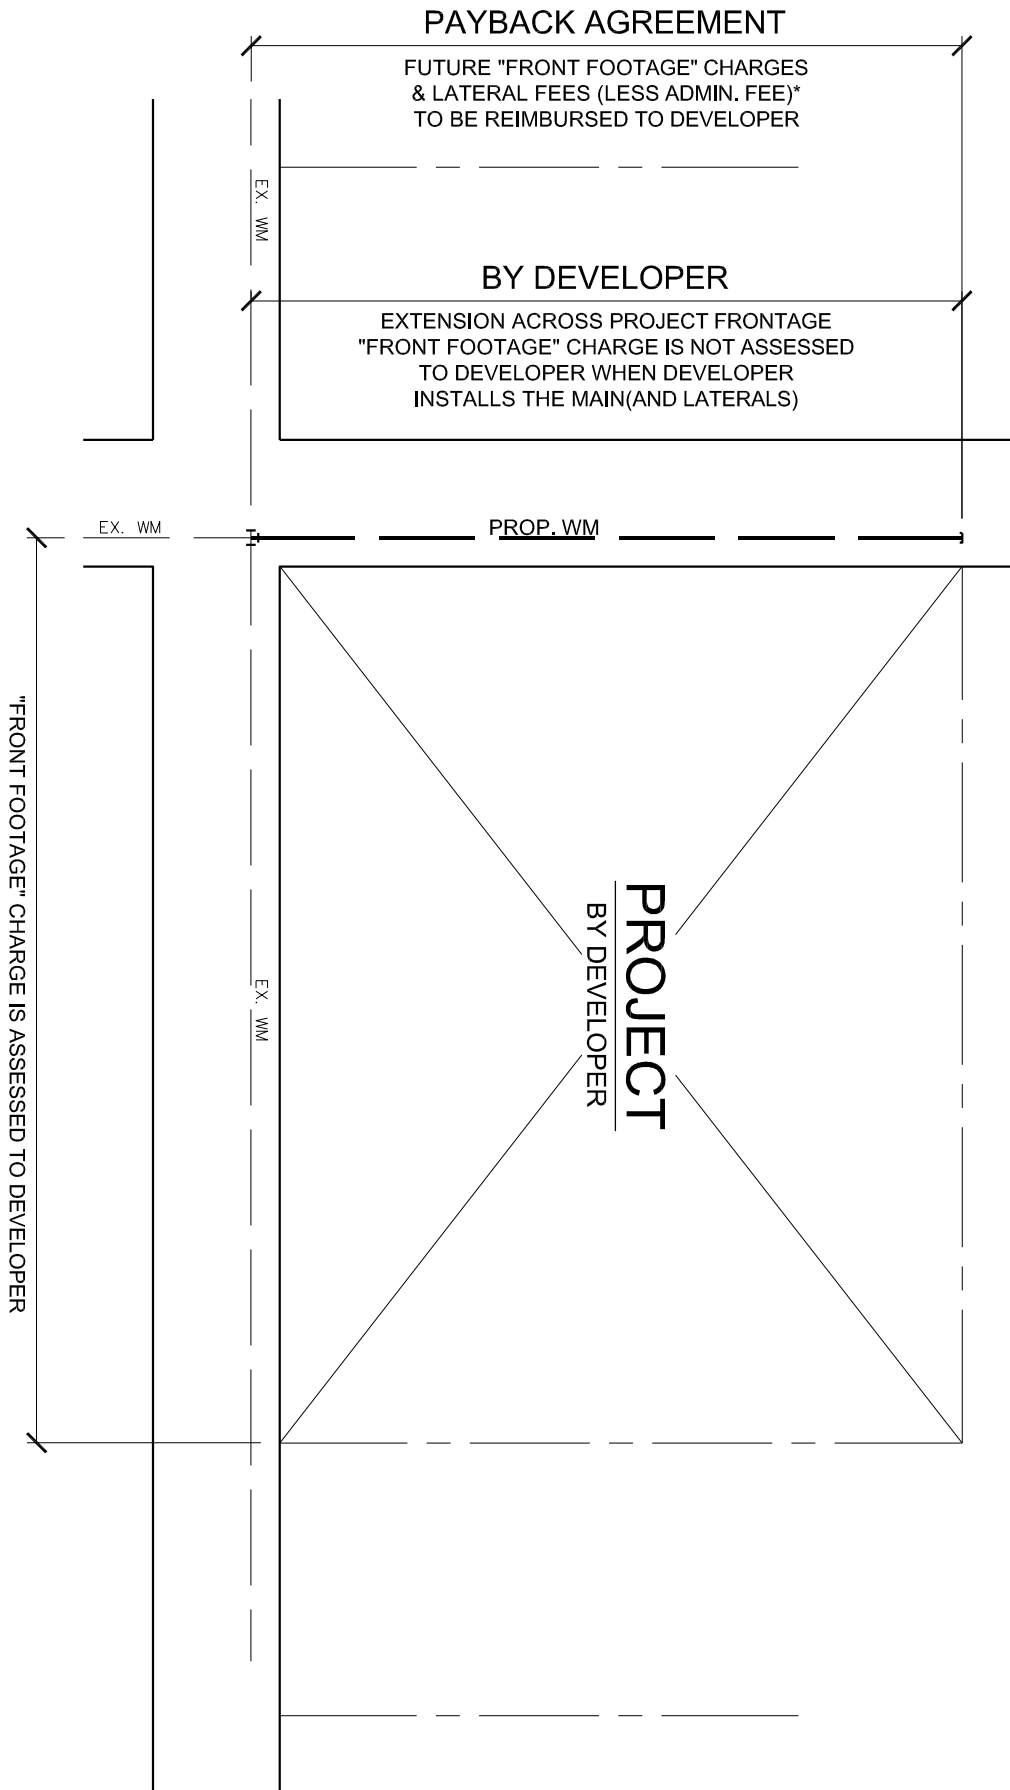 PAYBACK AGREEMENT
FUTURE "FRONT FOOTAGE" CHARGES
& LATERAL FEES (LESS ADMIN. FEE)*
TO BE REIMBURSED TO DEVELOPER
EX. WM
BY DEVELOPER
EXTENSION ACROSS PROJECT FRONTAGE
"FRONT FOOTAGE" CHARGE IS NOT ASSESSED
TO DEVELOPER WHEN DEVELOPER
INSTALLS THE MAIN(AND LATERALS)
EX. WM
PROP. WM
"FRONT FOOTAGE" CHARGE IS ASSESSED TO DEVELOPER
EX. WM
PROJECT
BY DEVELOPER